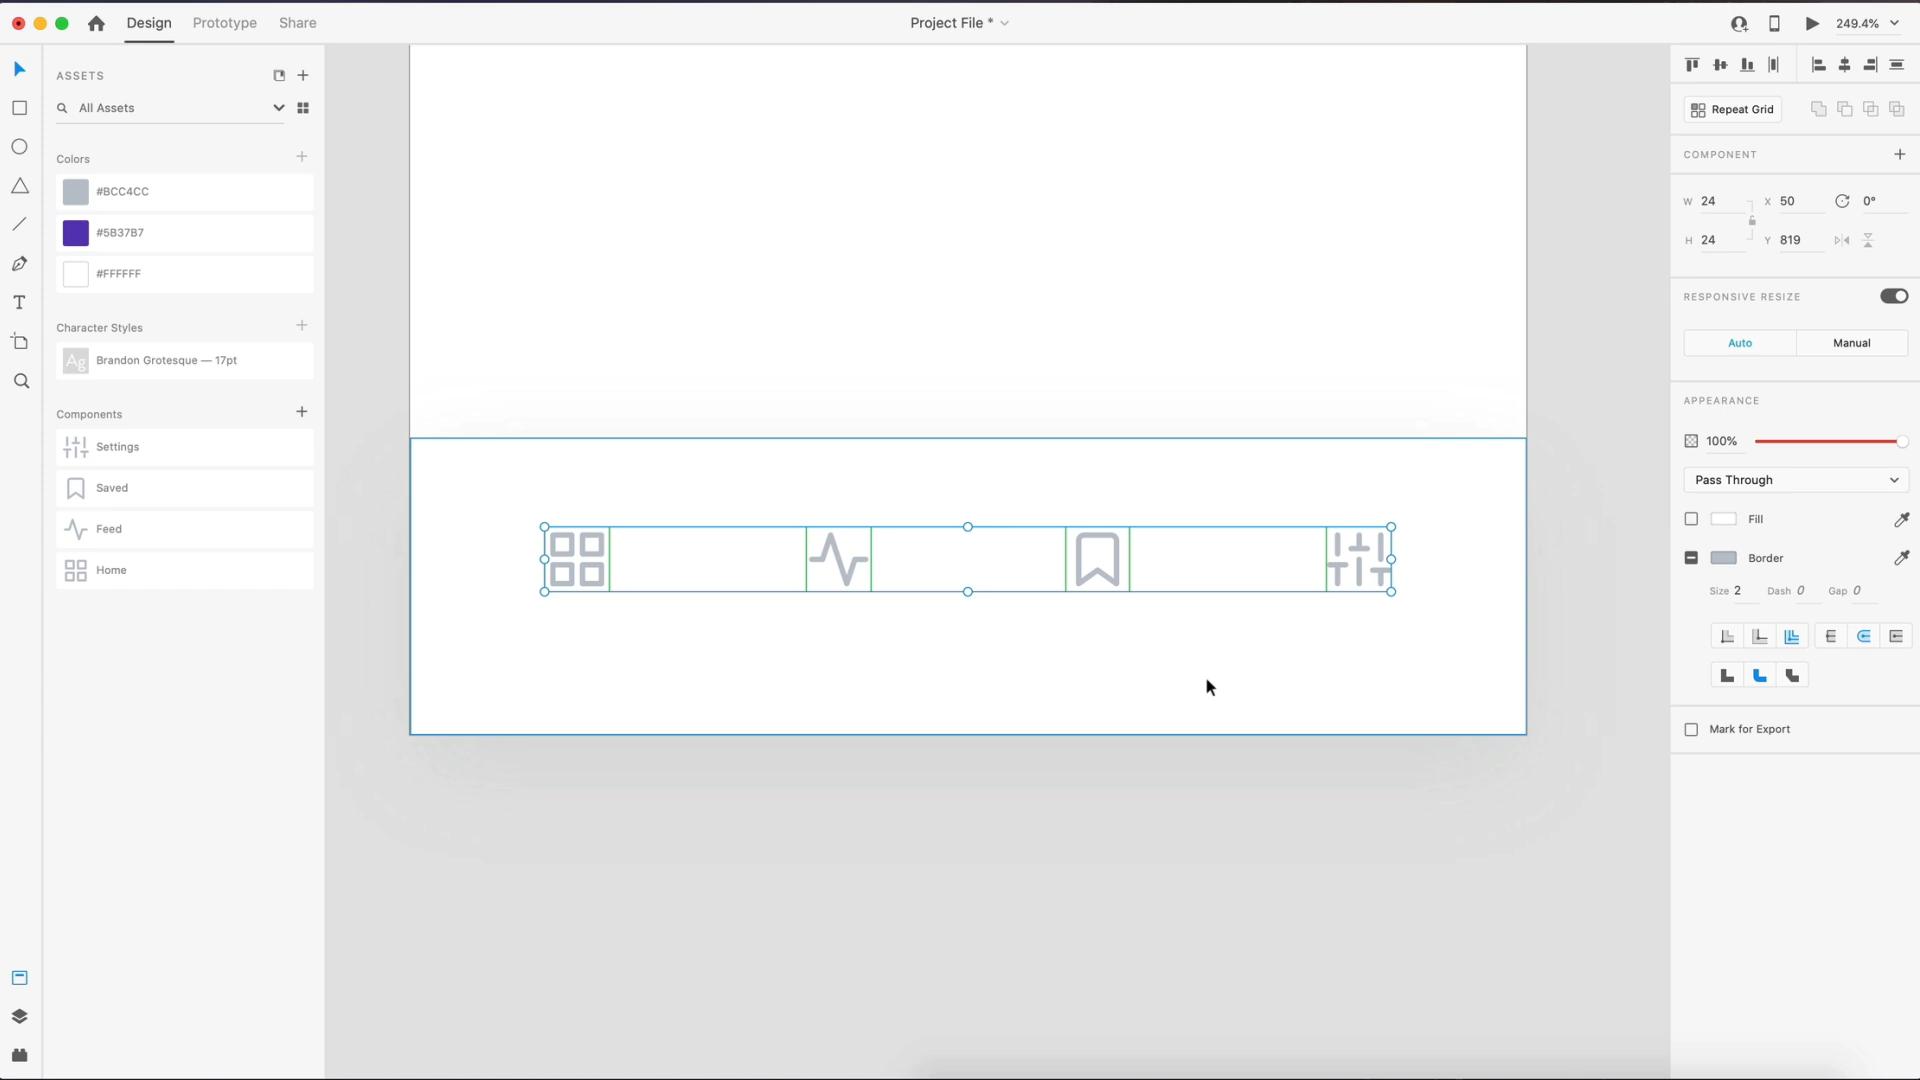 Design
Prototype
Share
Project File *
249.4%
ASSETS
All Assets
Colors
#BCC4CC
#5B37B7
#FFFFFF
Character Styles
Ag
Brandon Grotesque — 17pt
Components
Settings
Saved
Feed
Home
Repeat Grid
COMPONENT
W 24
X 50
0°
H 24
Y 819
RESPONSIVE RESIZE
Auto
Manual
APPEARANCE
100%
Pass Through
Fill
Border
Size 2
Dash 0
Gap 0
Mark for Export